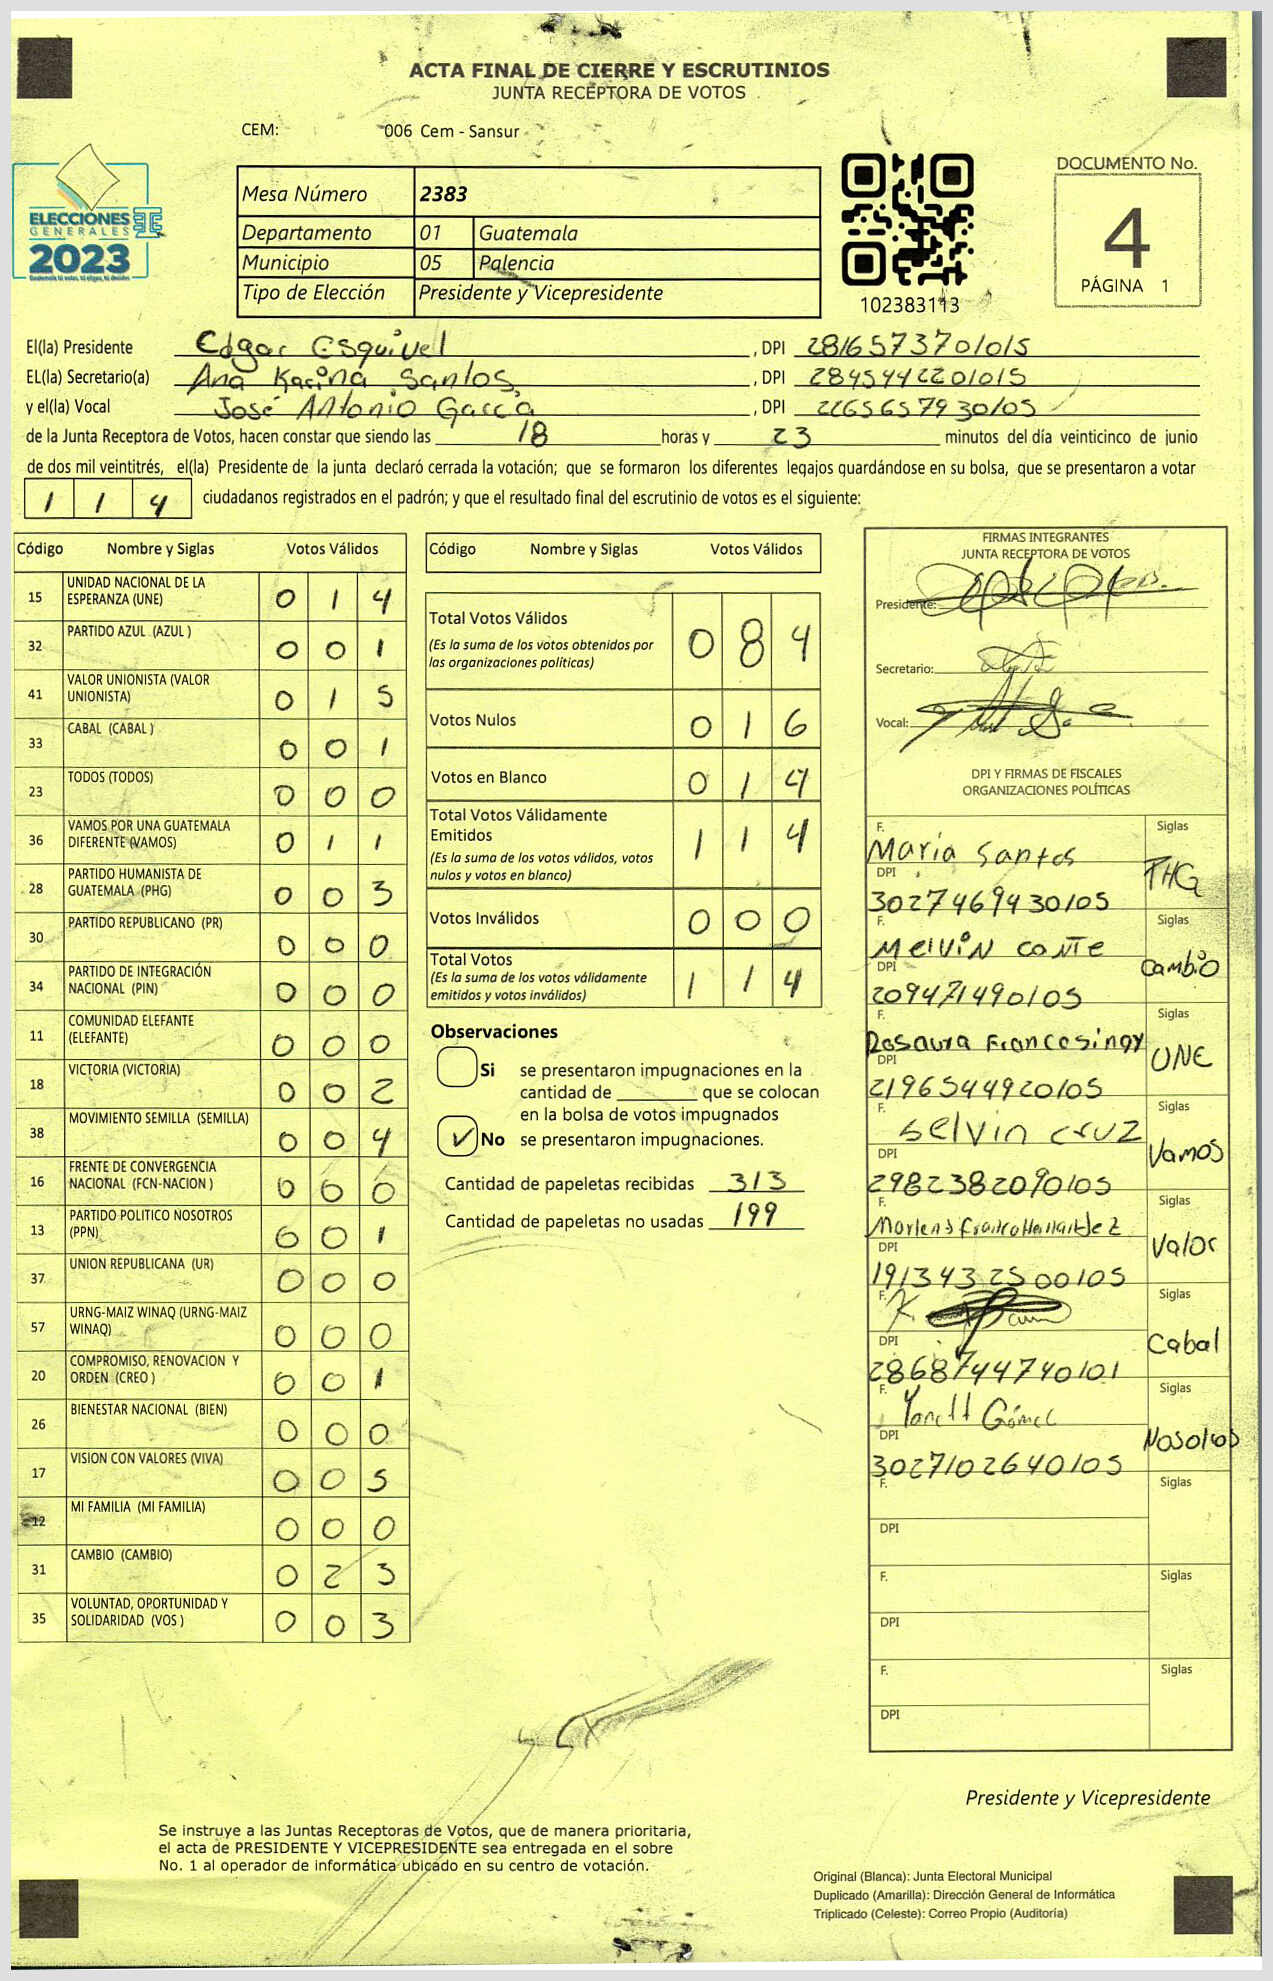 ACTA FINAL DE CIERRE Y ESCRUTINIOS
JUNTA RECEPTORA DE VOTOS
CEM: 006 Cem - Sansur
ELECCIONES
GENERALES
2023
Mesa Número 2383
Departamento 01 Guatemala
Municipio 05 Palencia
Tipo de Elección Presidente y Vicepresidente
102383113
DOCUMENTO No.
4
PÁGINA 1
El(la) Presidente Edgar Esquivel , DPI 2816573701015
EL(la) Secretario(a) Ana Karina Santos , DPI 2845442201015
y el(la) Vocal José Antonio García , DPI 2265657930105
de la Junta Receptora de Votos, hacen constar que siendo las 18 horas y 23 minutos del día veinticinco de junio
de dos mil veintitrés, el(la) Presidente de la junta declaró cerrada la votación; que se formaron los diferentes legajos guardándose en su bolsa, que se presentaron a votar
1 1 4 ciudadanos registrados en el padrón; y que el resultado final del escrutinio de votos es el siguiente:
Código Nombre y Siglas Votos Válidos
15 UNIDAD NACIONAL DE LA ESPERANZA (UNE) 0 1 4
32 PARTIDO AZUL (AZUL ) 0 0 1
41 VALOR UNIONISTA (VALOR UNIONISTA) 0 1 5
33 CABAL (CABAL ) 0 0 1
23 TODOS (TODOS) 0 0 0
36 VAMOS POR UNA GUATEMALA DIFERENTE (VAMOS) 0 1 1
28 PARTIDO HUMANISTA DE GUATEMALA (PHG) 0 0 3
30 PARTIDO REPUBLICANO (PR) 0 0 0
34 PARTIDO DE INTEGRACIÓN NACIONAL (PIN) 0 0 0
11 COMUNIDAD ELEFANTE (ELEFANTE) 0 0 0
18 VICTORIA (VICTORIA) 0 0 2
38 MOVIMIENTO SEMILLA (SEMILLA) 0 0 4
16 FRENTE DE CONVERGENCIA NACIONAL (FCN-NACION ) 0 0 0
13 PARTIDO POLITICO NOSOTROS (PPN) 0 0 1
37 UNION REPUBLICANA (UR) 0 0 0
57 URNG-MAIZ WINAQ (URNG-MAIZ WINAQ) 0 0 0
20 COMPROMISO, RENOVACION Y ORDEN (CREO ) 0 0 1
26 BIENESTAR NACIONAL (BIEN) 0 0 0
17 VISION CON VALORES (VIVA) 0 0 5
12 MI FAMILIA (MI FAMILIA) 0 0 0
31 CAMBIO (CAMBIO) 0 2 3
35 VOLUNTAD, OPORTUNIDAD Y SOLIDARIDAD (VOS ) 0 0 3
Código Nombre y Siglas Votos Válidos
Total Votos Válidos 0 8 4
(Es la suma de los votos obtenidos por
las organizaciones políticas)
Votos Nulos 0 1 6
Votos en Blanco 0 1 4
Total Votos Válidamente
Emitidos 1 1 4
(Es la suma de los votos válidos, votos
nulos y votos en blanco)
Votos Inválidos 0 0 0
Total Votos 1 1 4
(Es la suma de los votos válidamente
emitidos y votos inválidos)
Observaciones
Si se presentaron impugnaciones en la
cantidad de ________ que se colocan
en la bolsa de votos impugnados
✓ No se presentaron impugnaciones.
Cantidad de papeletas recibidas 313
Cantidad de papeletas no usadas 199
FIRMAS INTEGRANTES
JUNTA RECEPTORA DE VOTOS
Presidente:
Secretario:
Vocal:
DPI Y FIRMAS DE FISCALES
ORGANIZACIONES POLÍTICAS
F. María Santos Siglas PHG
DPI 3027469430105
F. Melvin Conte Siglas Cambio
DPI 209471490105
F. Rosaura Siglas UNE
DPI 2196544920105
F. Selvin Cruz Siglas Vamos
DPI 2982382090105
F. Siglas Valor
DPI 1913432500105
F. Siglas Cabal
DPI 2868744740101
F. Yanett Gómez Siglas Nosotros
DPI 3027102640105
F. Siglas
DPI
F. Siglas
DPI
F. Siglas
DPI
Presidente y Vicepresidente
Se instruye a las Juntas Receptoras de Votos, que de manera prioritaria,
el acta de PRESIDENTE Y VICEPRESIDENTE sea entregada en el sobre
No. 1 al operador de informática ubicado en su centro de votación.
Original (Blanca): Junta Electoral Municipal
Duplicado (Amarilla): Dirección General de Informática
Triplicado (Celeste): Correo Propio (Auditoría)